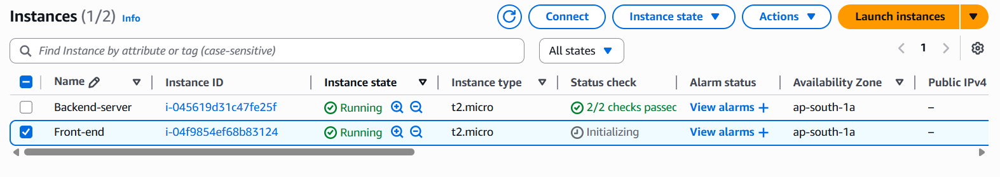 Instances (1/2) Info Connect Instance state Actions Launch instances
Find Instance by attribute or tag (case-sensitive) All states 1
Name Instance ID Instance state Instance type Status check Alarm status Availability Zone Public IPv4
Backend-server i-045619d31c47fe25f Running t2.micro 2/2 checks passed View alarms + ap-south-1a –
Front-end i-04f9854ef68b83124 Running t2.micro Initializing View alarms + ap-south-1a –